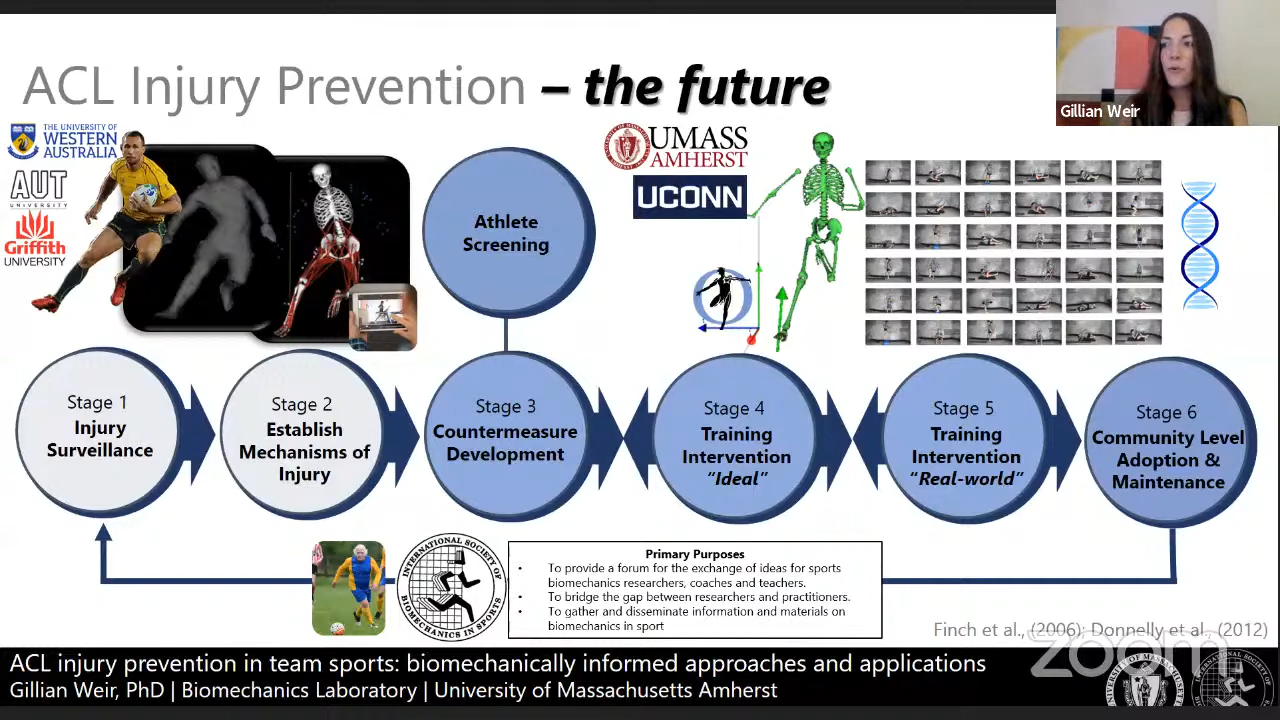 ACL Injury Prevention – the future
Gillian Weir
THE UNIVERSITY OF
WESTERN
AUSTRALIA
AUT
UNIVERSITY
Griffith
UNIVERSITY
UMASS
AMHERST
UCONN
Athlete
Screening
Stage 1
Injury
Surveillance
Stage 2
Establish
Mechanisms of
Injury
Stage 3
Countermeasure
Development
Stage 4
Training
Intervention
“Ideal”
Stage 5
Training
Intervention
“Real-world”
Stage 6
Community Level
Adoption &
Maintenance
INTERNATIONAL SOCIETY OF
BIOMECHANICS IN SPORTS
Primary Purposes
• To provide a forum for the exchange of ideas for sports
biomechanics researchers, coaches and teachers.
• To bridge the gap between researchers and practitioners.
• To gather and disseminate information and materials on
biomechanics in sport
Finch et al., (2006); Donnelly et al., (2012)
zoom
ACL injury prevention in team sports: biomechanically informed approaches and applications
Gillian Weir, PhD | Biomechanics Laboratory | University of Massachusetts Amherst